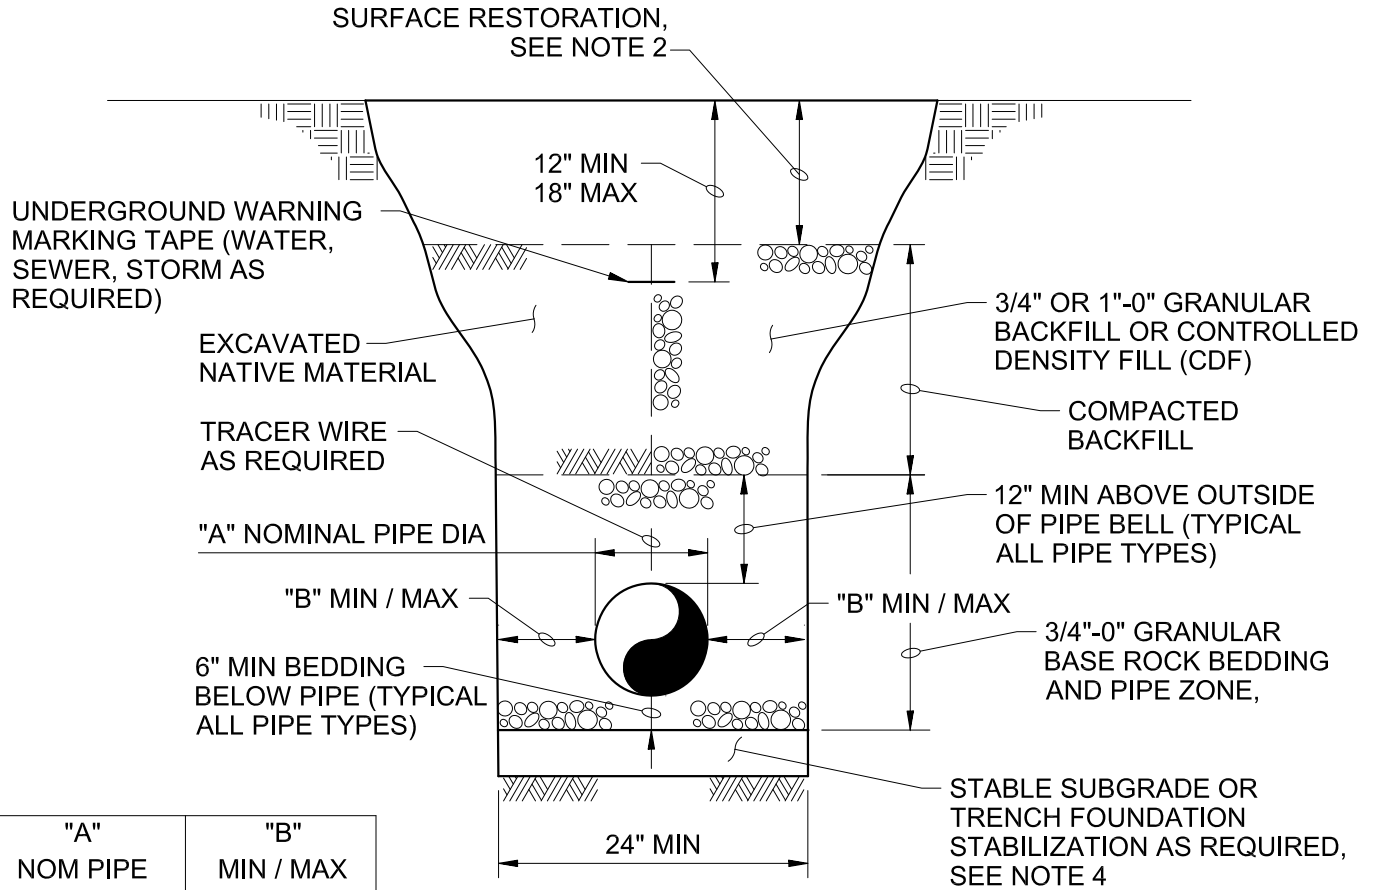 SURFACE RESTORATION,
SEE NOTE 2
12" MIN
18" MAX
UNDERGROUND WARNING
MARKING TAPE (WATER,
SEWER, STORM AS
REQUIRED)
3/4" OR 1"-0" GRANULAR
BACKFILL OR CONTROLLED
DENSITY FILL (CDF)
EXCAVATED
NATIVE MATERIAL
COMPACTED
BACKFILL
TRACER WIRE
AS REQUIRED
12" MIN ABOVE OUTSIDE
OF PIPE BELL (TYPICAL
ALL PIPE TYPES)
"A" NOMINAL PIPE DIA
"B" MIN / MAX
"B" MIN / MAX
3/4"-0" GRANULAR
BASE ROCK BEDDING
AND PIPE ZONE,
6" MIN BEDDING
BELOW PIPE (TYPICAL
ALL PIPE TYPES)
STABLE SUBGRADE OR
TRENCH FOUNDATION
STABILIZATION AS REQUIRED,
SEE NOTE 4
24" MIN
"A"
NOM PIPE
"B"
MIN / MAX